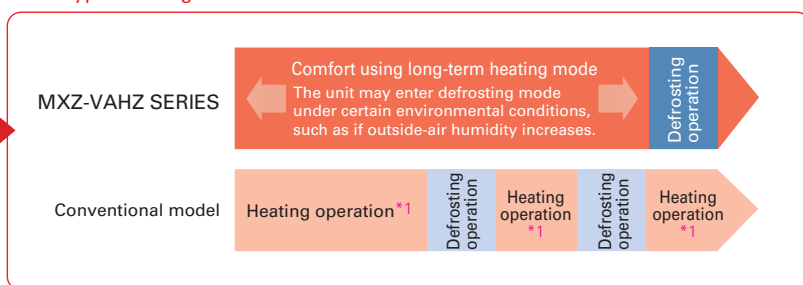 MXZ-VAHZ SERIES
Comfort using long-term heating mode
The unit may enter defrosting mode
under certain environmental conditions,
such as if outside-air humidity increases.
Defrosting
operation
Conventional model
Heating operation*1
Defrosting
operation
Heating
operation
*1
Defrosting
operation
Heating
operation
*1